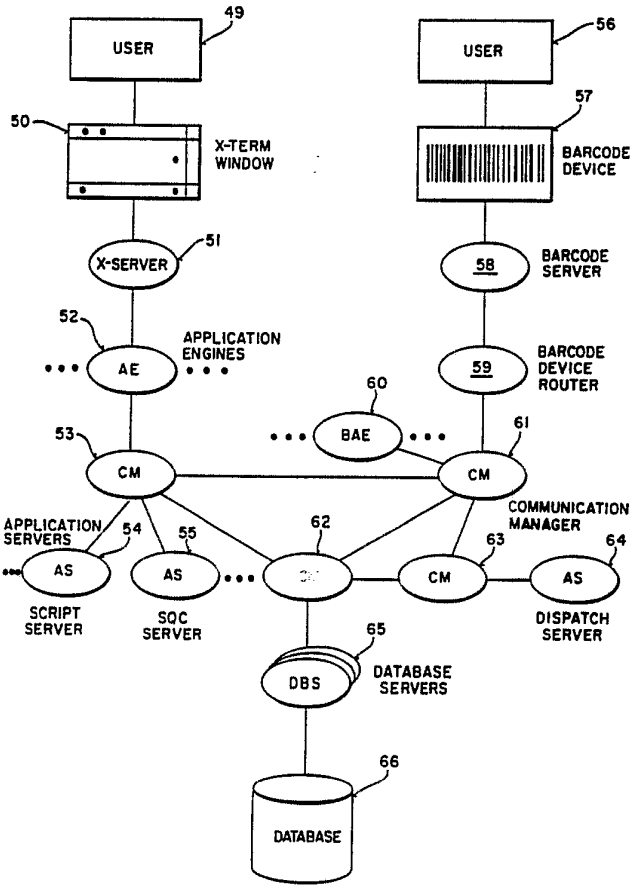 49
USER
56
USER
50
X-TERM
WINDOW
57
BARCODE
DEVICE
51
X-SERVER
58
BARCODE
SERVER
52
AE
APPLICATION
ENGINES
59
BARCODE
DEVICE
ROUTER
60
BAE
53
CM
61
CM
COMMUNICATION
MANAGER
APPLICATION
SERVERS
54
AS
SCRIPT
SERVER
55
AS
SQC
SERVER
62
63
CM
64
AS
DISPATCH
SERVER
65
DBS
DATABASE
SERVERS
66
DATABASE